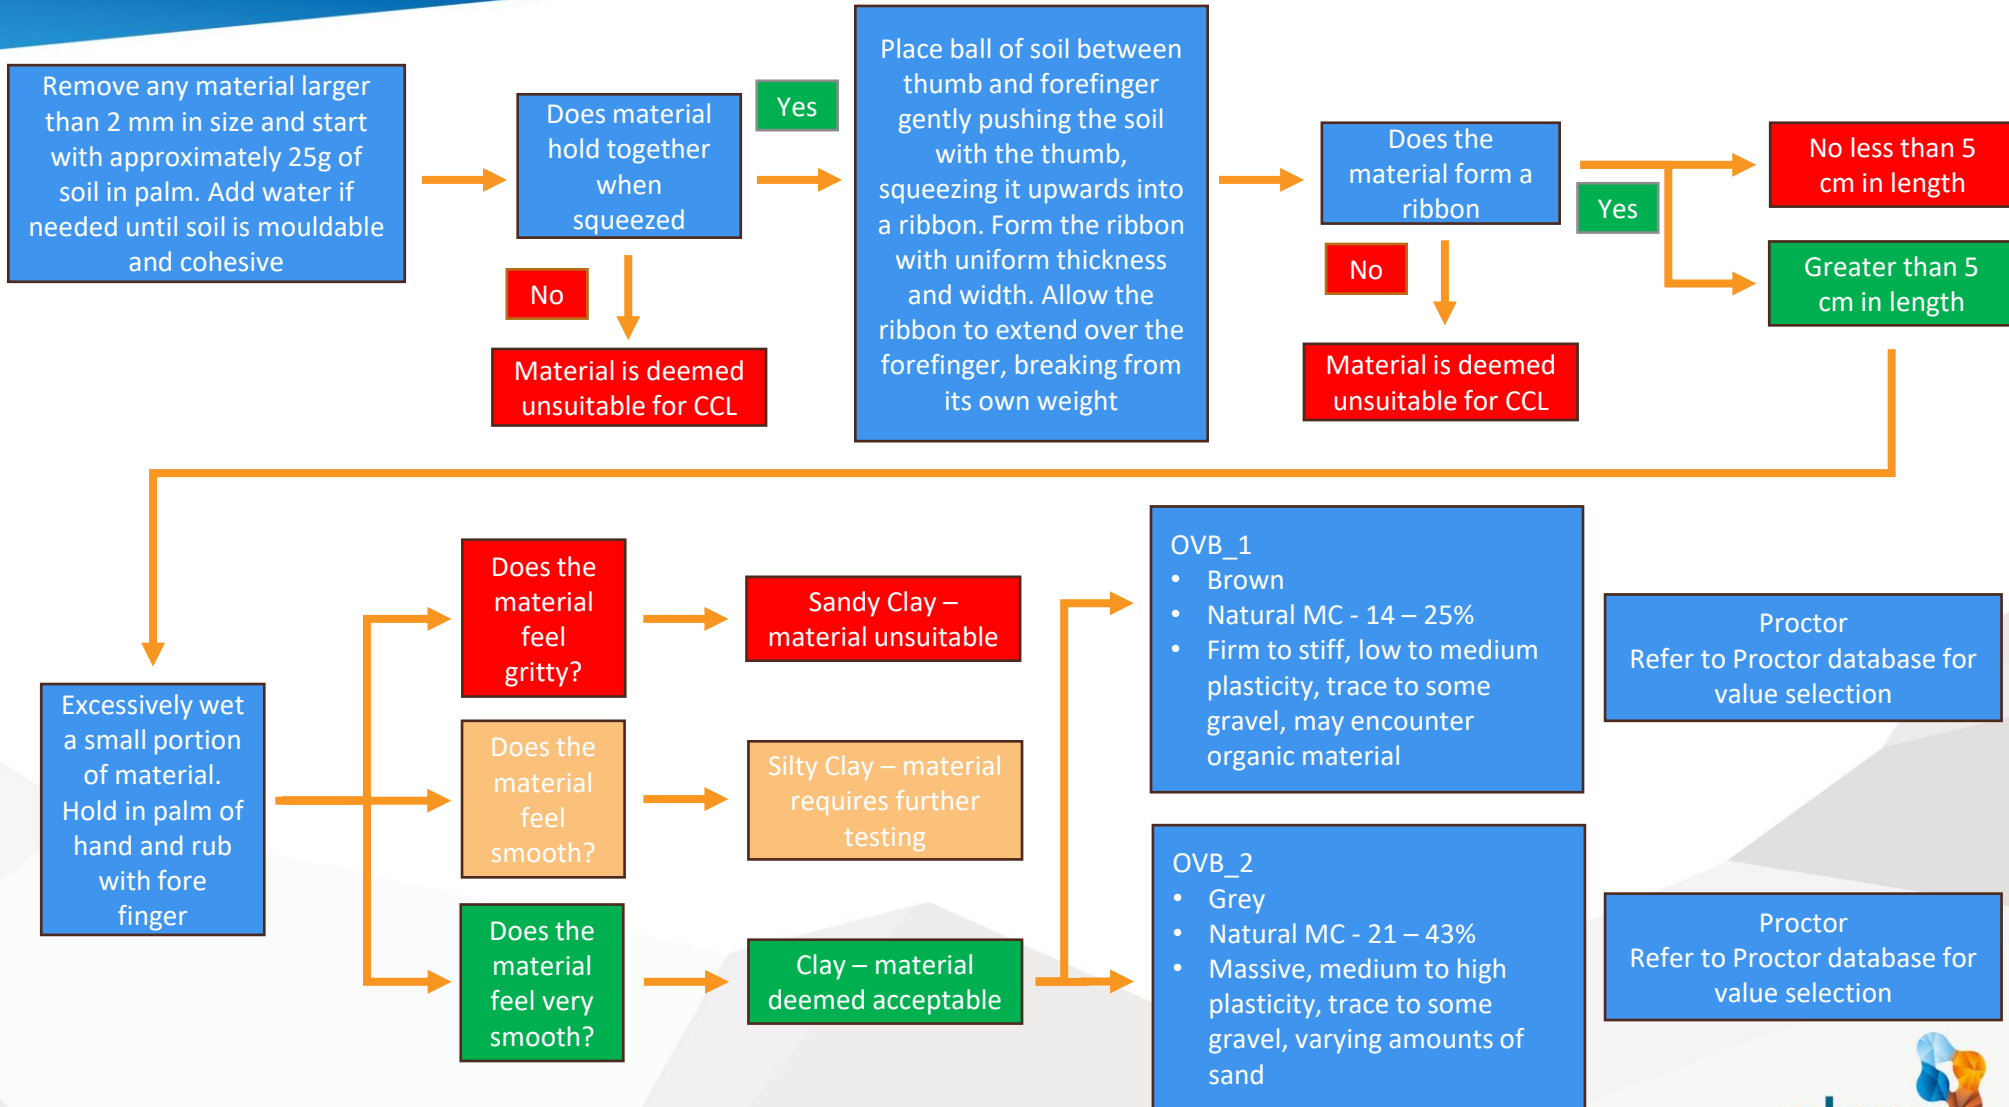 Remove any material larger
than 2 mm in size and start
with approximately 25g of
soil in palm. Add water if
needed until soil is mouldable
and cohesive
Does material
hold together
when
squeezed
Yes
No
Material is deemed
unsuitable for CCL
Place ball of soil between
thumb and forefinger
gently pushing the soil
with the thumb,
squeezing it upwards into
a ribbon. Form the ribbon
with uniform thickness
and width. Allow the
ribbon to extend over the
forefinger, breaking from
its own weight
Does the
material form a
ribbon
Yes
No
Material is deemed
unsuitable for CCL
No less than 5
cm in length
Greater than 5
cm in length
Excessively wet
a small portion
of material.
Hold in palm of
hand and rub
with fore
finger
Does the
material
feel
gritty?
Sandy Clay –
material unsuitable
Does the
material
feel
smooth?
Silty Clay – material
requires further
testing
Does the
material
feel very
smooth?
Clay – material
deemed acceptable
OVB_1
• Brown
• Natural MC - 14 – 25%
• Firm to stiff, low to medium
plasticity, trace to some
gravel, may encounter
organic material
Proctor
Refer to Proctor database for
value selection
OVB_2
• Grey
• Natural MC - 21 – 43%
• Massive, medium to high
plasticity, trace to some
gravel, varying amounts of
sand
Proctor
Refer to Proctor database for
value selection